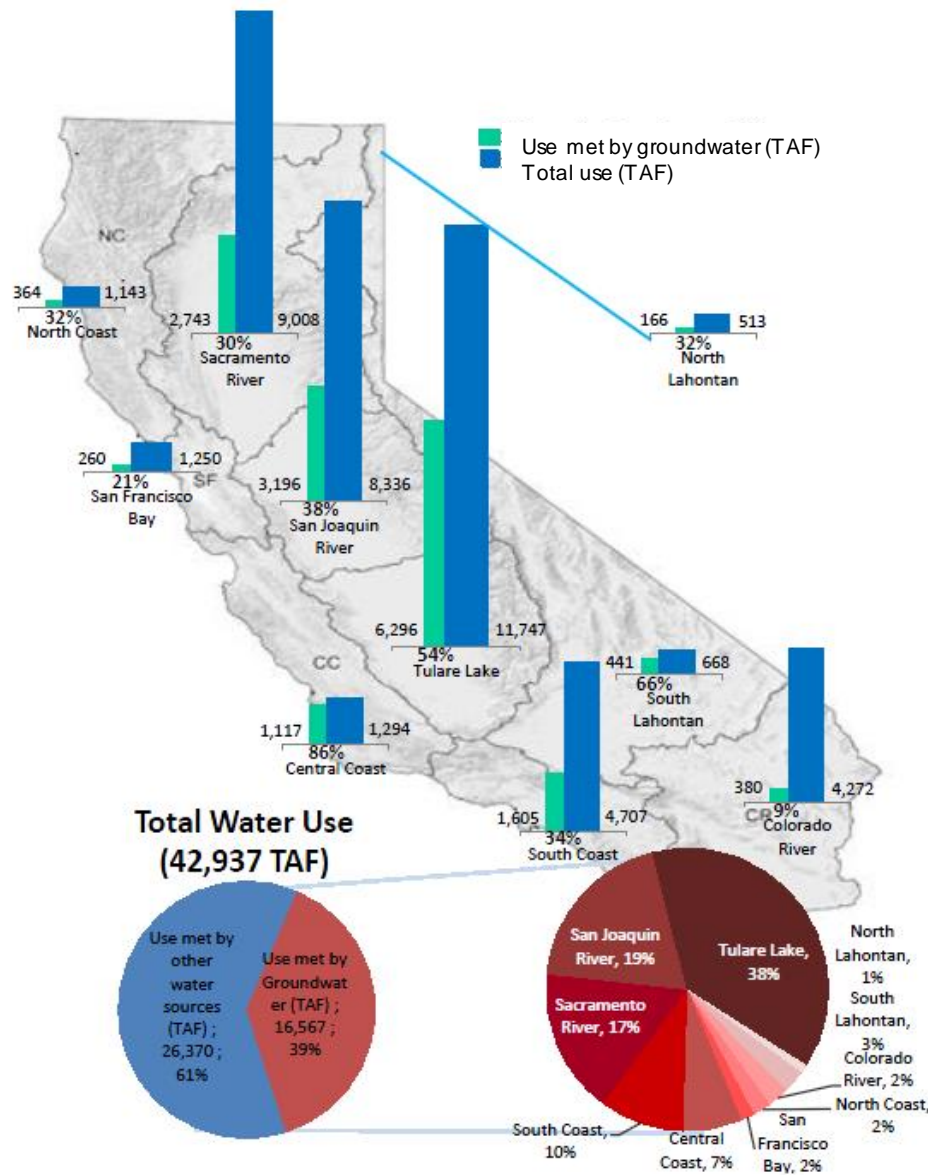 Use met by groundwater (TAF)
Total use (TAF)
NC
364 1,143
32%
North Coast
2,743 9,008
30%
Sacramento
River
166 513
32%
North
Lahontan
260 1,250
21%
SF
San Francisco
Bay
3,196 8,336
38%
San Joaquin
River
6,296 11,747
54%
Tulare Lake
CC
441 668
66%
South
Lahontan
1,117 1,294
86%
Central Coast
380 4,272
9%
CR
Colorado
River
1,605 4,707
34%
South Coast
Total Water Use
(42,937 TAF)
Use met by
other
water
sources
(TAF) ;
26,370 ;
61%
Use met by
Groundwat
er (TAF) ;
16,567 ;
39%
San Joaquin
River, 19%
Tulare Lake,
38%
Sacramento
River, 17%
North
Lahontan,
1%
South
Lahontan,
3%
Colorado
River, 2%
North Coast,
2%
San
Francisco
Bay, 2%
Central
Coast, 7%
South Coast,
10%